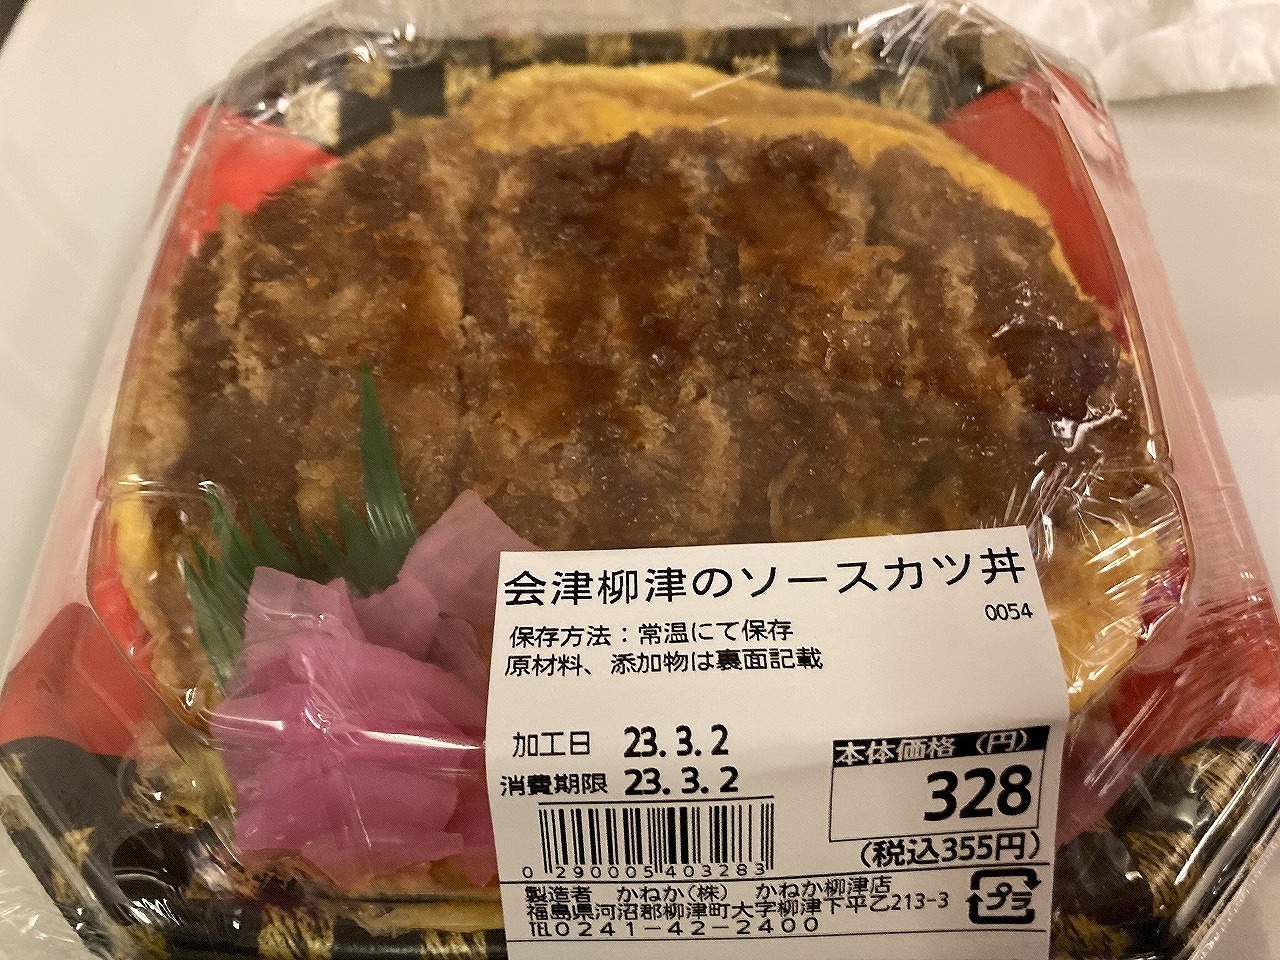 会津柳津のソースカツ丼
0054
保存方法：常温にて保存
原材料、添加物は裏面記載
加工日 23.3.2
消費期限 23.3.2
本体価格（円）
328
(税込355円)
0 290005 403283
製造者 かねか（株） かねか柳津店
福島県河沼郡柳津町大字柳津下平乙213-3
℡0241-42-2400
プラ